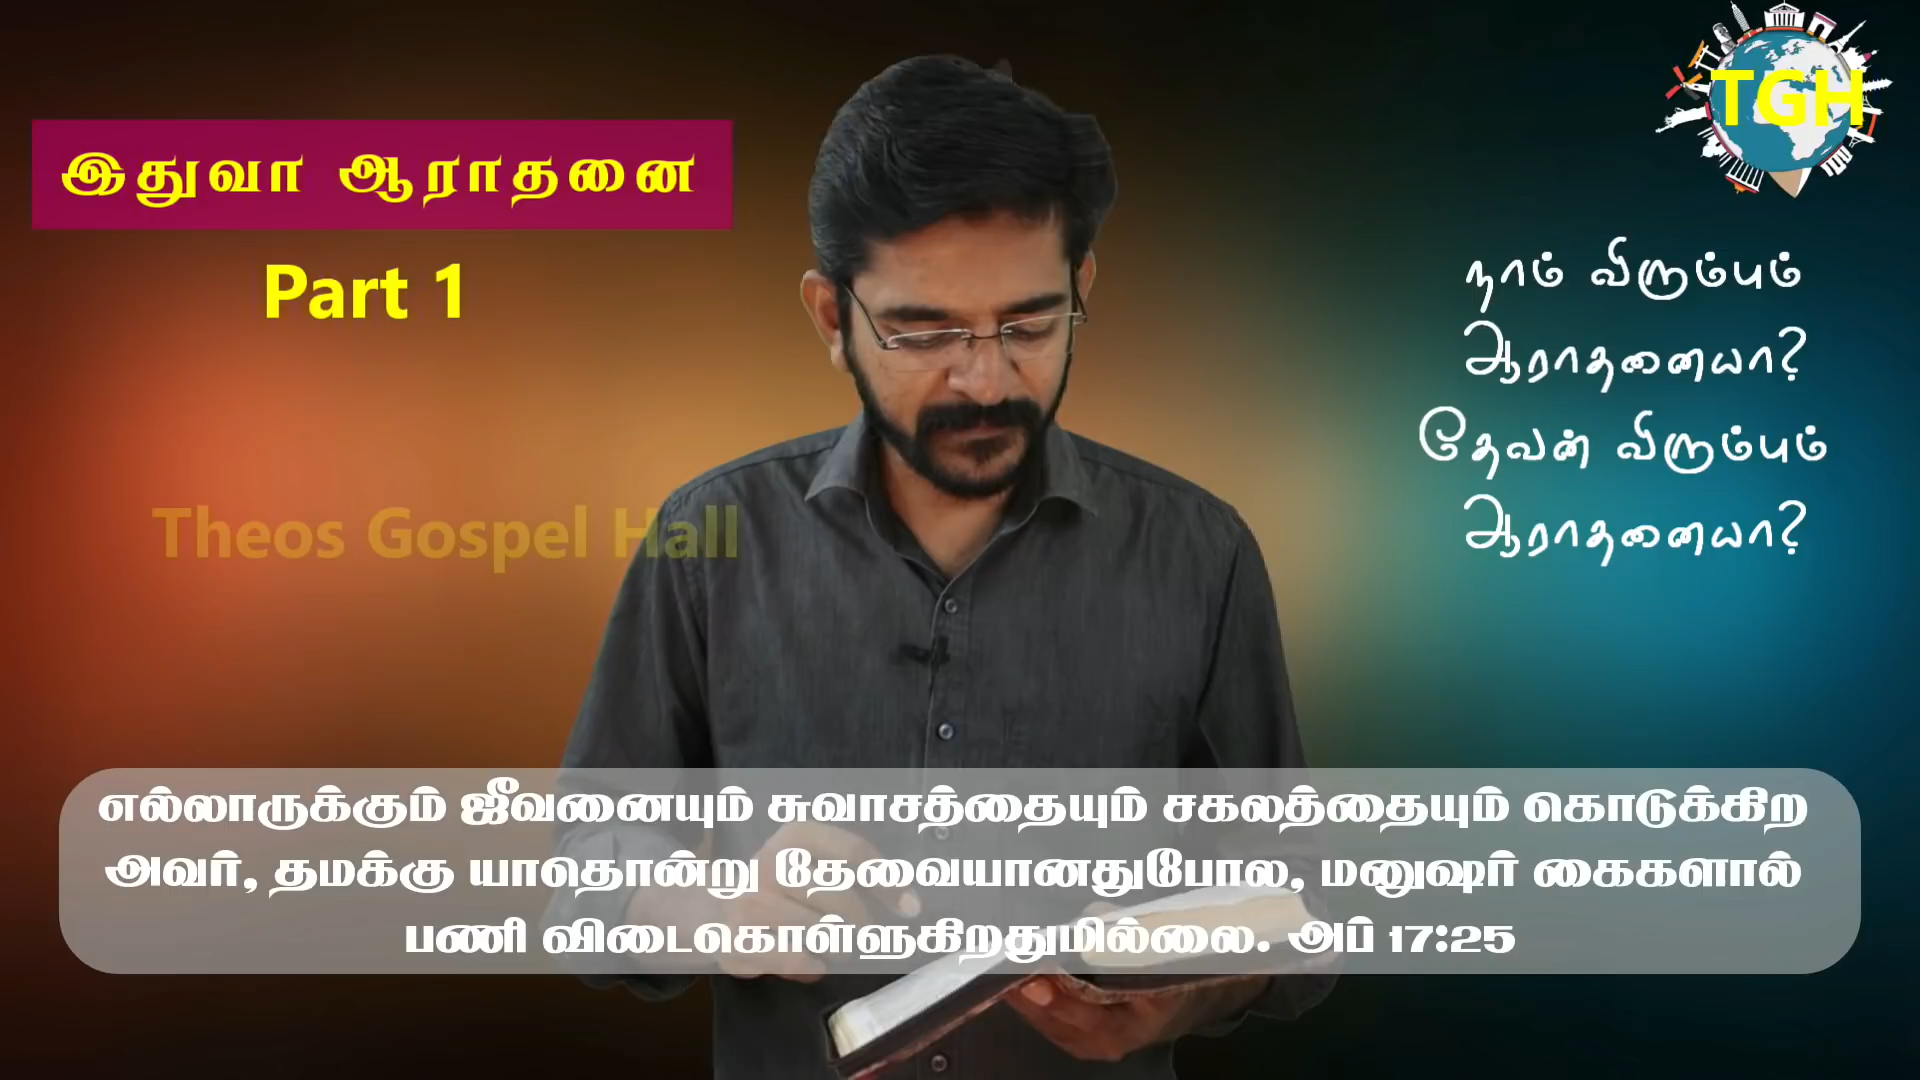 TGH
இதுவா ஆராதனை
Part 1
நாம் விரும்பும்
ஆராதனையா?
தேவன் விரும்பும்
ஆராதனையா?
Theos Gospel Hall
எல்லாருக்கும் ஜீவனையும் சுவாசத்தையும் சகலத்தையும் கொடுக்கிற
அவர், தமக்கு யாதொன்று தேவையானதுபோல, மனுஷர் கைகளால்
பணி விடைகொள்ளுகிறதுமில்லை. அப் 17:25